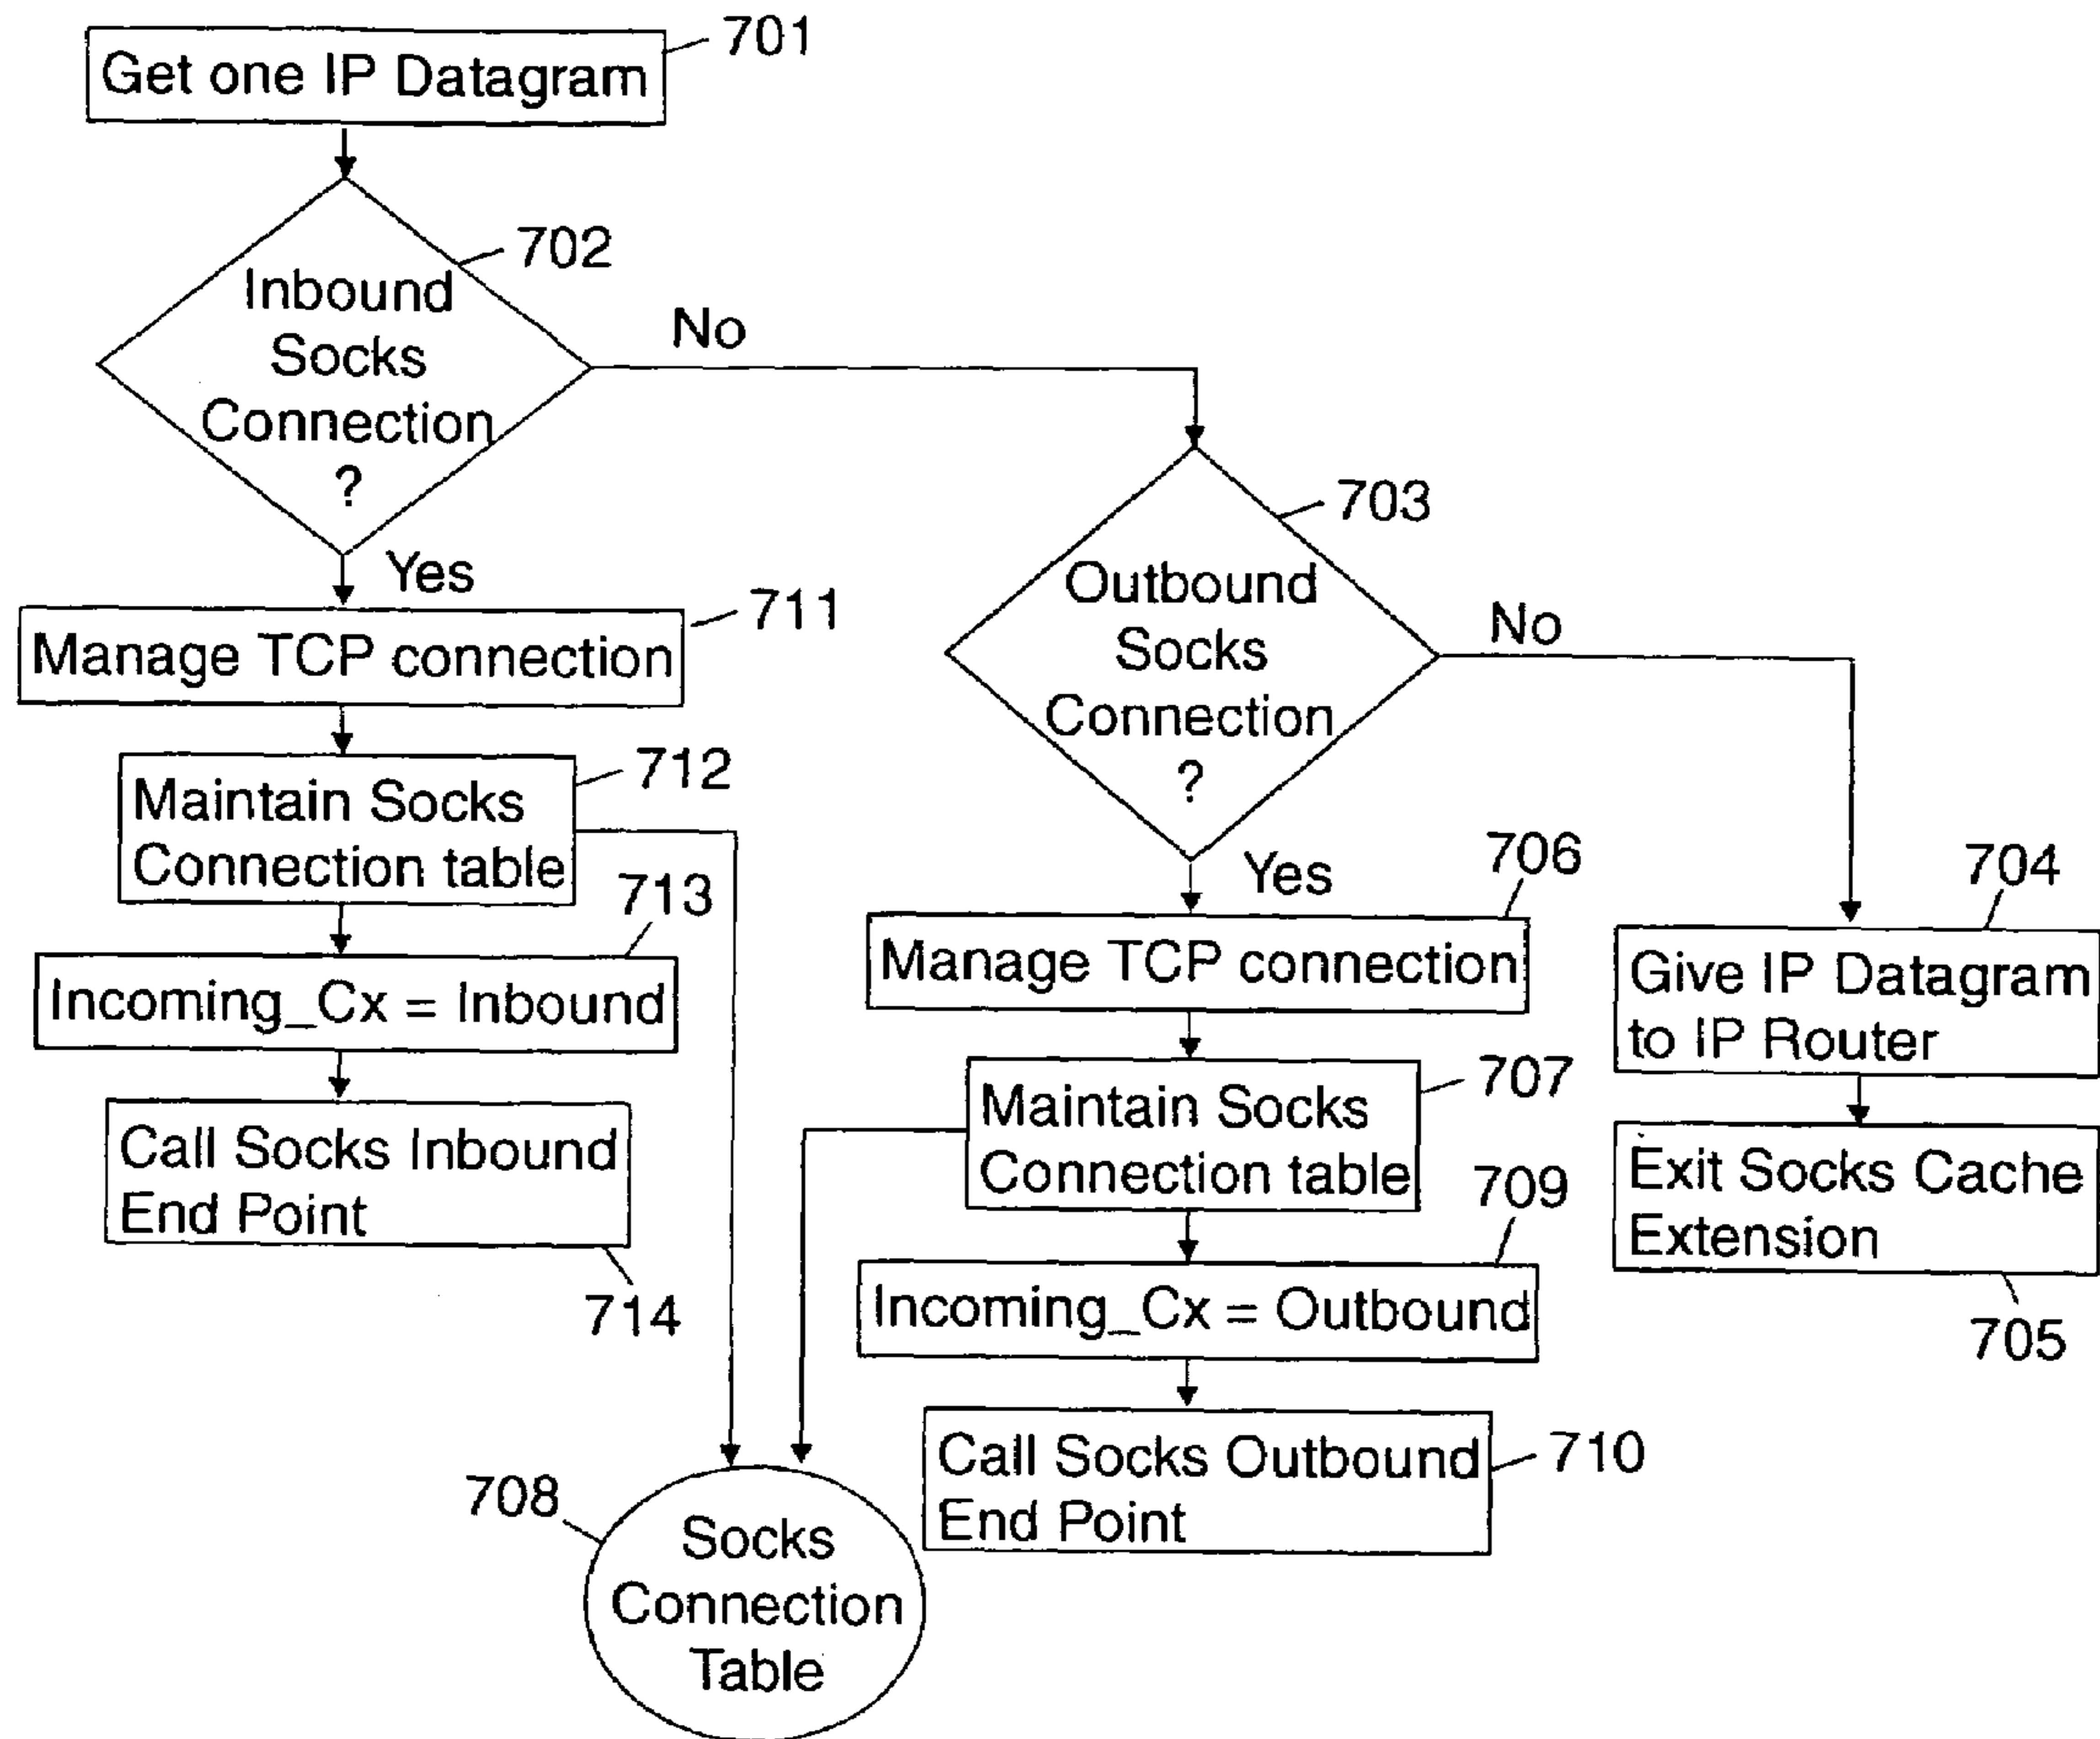 Get one IP Datagram
701
702
Inbound
Socks
Connection
?
No
Yes
703
Outbound
Socks
Connection
?
No
Yes
711
Manage TCP connection
712
Maintain Socks
Connection table
713
Incoming_Cx = Inbound
Call Socks Inbound
End Point
714
706
Manage TCP connection
707
Maintain Socks
Connection table
709
Incoming_Cx = Outbound
Call Socks Outbound
End Point
710
704
Give IP Datagram
to IP Router
Exit Socks Cache
Extension
705
708
Socks
Connection
Table